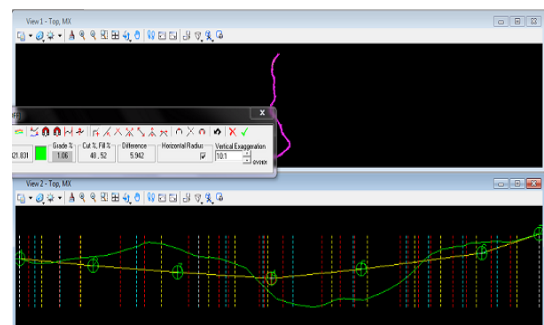 View 1 - Top, MX
Grade % Cut %, Fill % Difference Horizontal Radius Vertical Exaggeration
1.06 48 , 52 5.942 10:1
View 2 - Top, MX